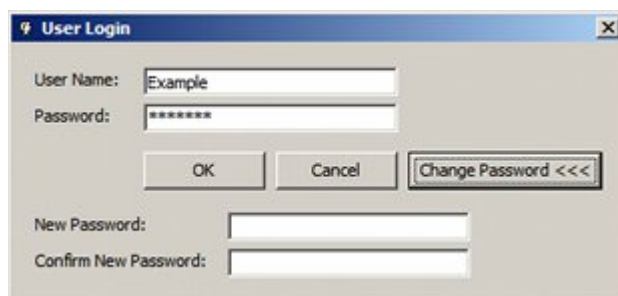 User Login
User Name: Example
Password: *******
OK Cancel Change Password <<<
New Password:
Confirm New Password: